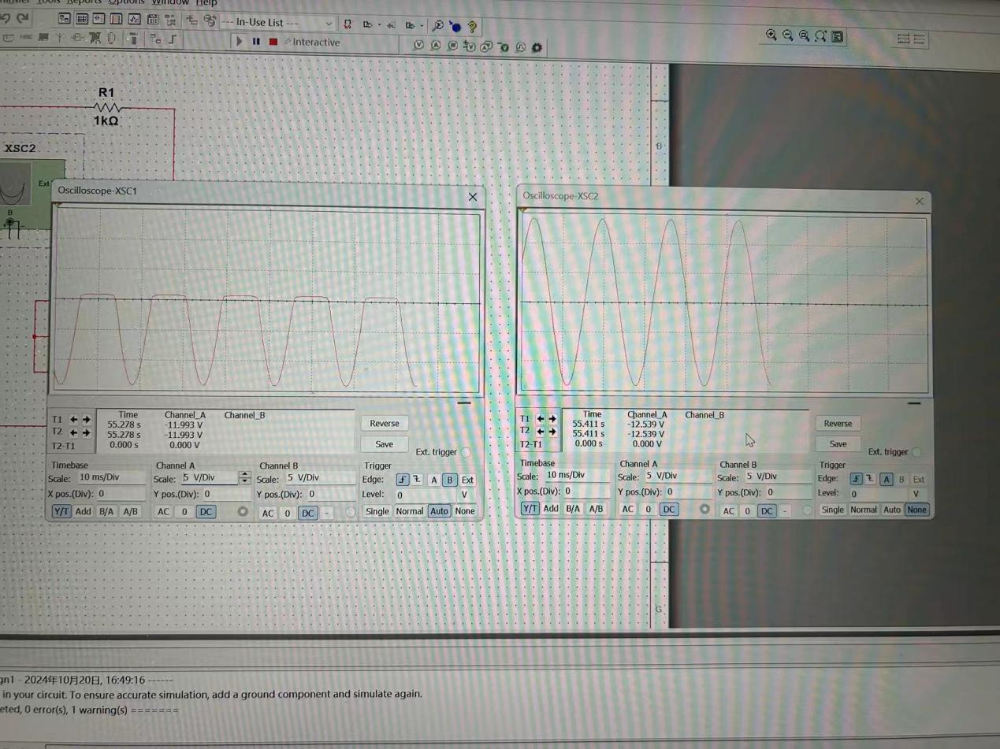 Tools Reports Options Window Help
--- In-Use List ---
Interactive
R1
1kΩ
XSC2
Ext
B
B
G
Oscilloscope-XSC1
T1
T2
T2-T1
Time Channel_A Channel_B
55.278 s -11.993 V
55.278 s -11.993 V
0.000 s 0.000 V
Reverse
Save
Ext. trigger
Timebase
Scale: 10 ms/Div
X pos.(Div): 0
Y/T Add B/A A/B
Channel A
Scale: 5 V/Div
Y pos.(Div): 0
AC 0 DC
Channel B
Scale: 5 V/Div
Y pos.(Div): 0
AC 0 DC -
Trigger
Edge: A B Ext
Level: 0 V
Single Normal Auto None
Oscilloscope-XSC2
T1
T2
T2-T1
Time Channel_A Channel_B
55.411 s -12.539 V
55.411 s -12.539 V
0.000 s 0.000 V
Reverse
Save
Ext. trigger
Timebase
Scale: 10 ms/Div
X pos.(Div): 0
Y/T Add B/A A/B
Channel A
Scale: 5 V/Div
Y pos.(Div): 0
AC 0 DC
Channel B
Scale: 5 V/Div
Y pos.(Div): 0
AC 0 DC -
Trigger
Edge: A B Ext
Level: 0 V
Single Normal Auto None
gn1 - 2024年10月20日, 16:49:16 ------
in your circuit. To ensure accurate simulation, add a ground component and simulate again.
eted, 0 error(s), 1 warning(s) =======